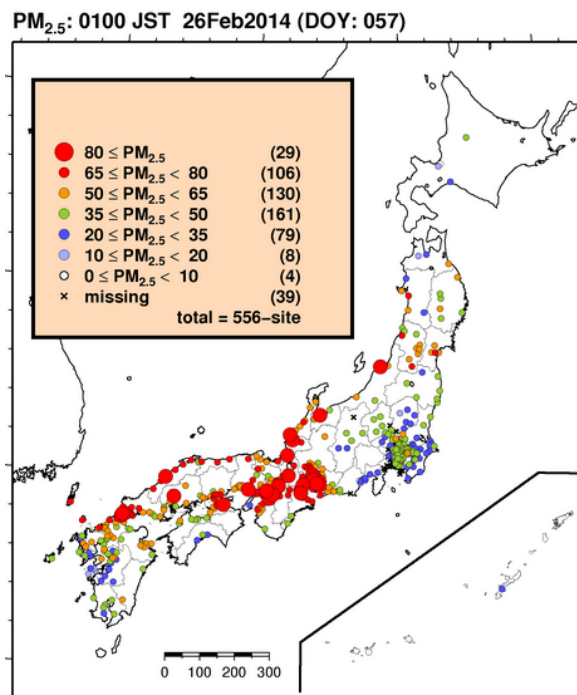 PM2.5: 0100 JST 26Feb2014 (DOY: 057)
80 ≤ PM2.5 (29)
65 ≤ PM2.5 < 80 (106)
50 ≤ PM2.5 < 65 (130)
35 ≤ PM2.5 < 50 (161)
20 ≤ PM2.5 < 35 (79)
10 ≤ PM2.5 < 20 (8)
0 ≤ PM2.5 < 10 (4)
× missing (39)
total = 556-site
0 100 200 300